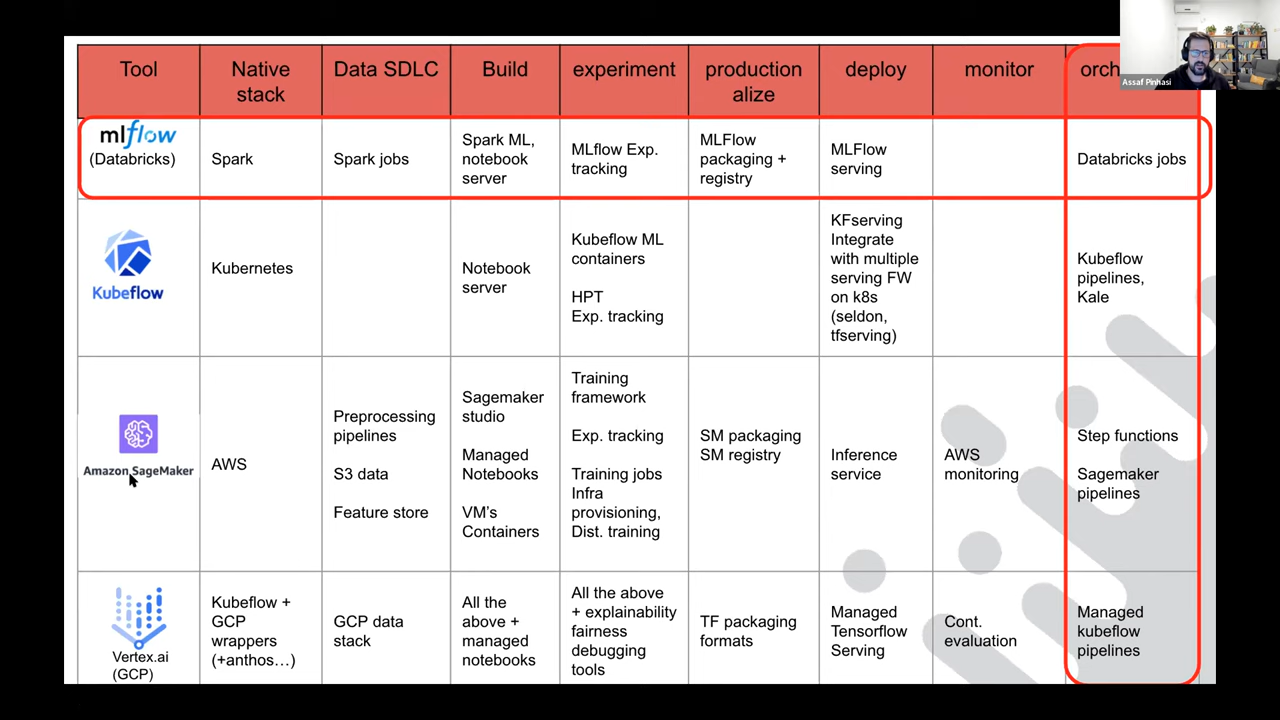 Tool
Native
stack
Data SDLC
Build
experiment
production
alize
deploy
monitor
orch
Assaf Pinhasi
mlflow
(Databricks)
Spark
Spark jobs
Spark ML,
notebook
server
MLflow Exp.
tracking
MLFlow
packaging +
registry
MLFlow
serving
Databricks jobs
Kubeflow
Kubernetes
Notebook
server
Kubeflow ML
containers
HPT
Exp. tracking
KFserving
Integrate
with multiple
serving FW
on k8s
(seldon,
tfserving)
Kubeflow
pipelines,
Kale
Amazon SageMaker
AWS
Preprocessing
pipelines
S3 data
Feature store
Sagemaker
studio
Managed
Notebooks
VM's
Containers
Training
framework
Exp. tracking
Training jobs
Infra
provisioning,
Dist. training
SM packaging
SM registry
Inference
service
AWS
monitoring
Step functions
Sagemaker
pipelines
Vertex.ai
(GCP)
Kubeflow +
GCP
wrappers
(+anthos…)
GCP data
stack
All the
above +
managed
notebooks
All the above
+ explainability
fairness
debugging
tools
TF packaging
formats
Managed
Tensorflow
Serving
Cont.
evaluation
Managed
kubeflow
pipelines